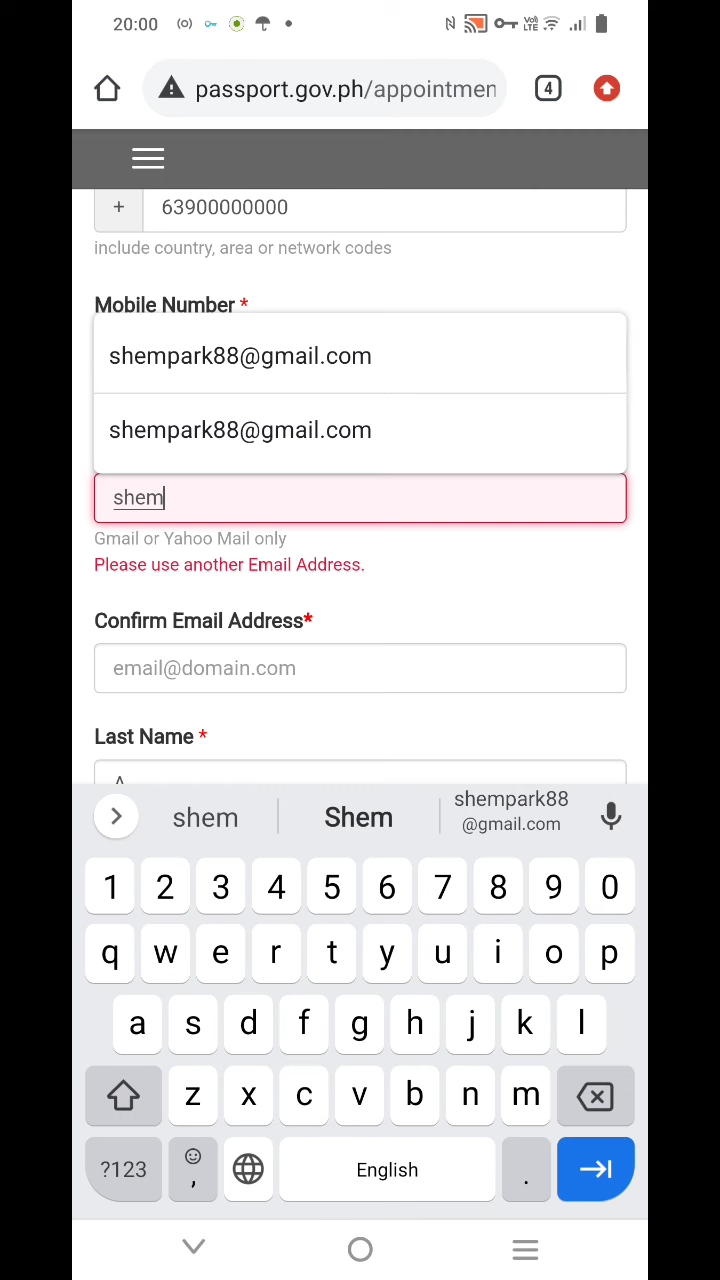 20:00
VoI) LTE
passport.gov.ph/appointmen
4
+ 63900000000
include country, area or network codes
Mobile Number *
shempark88@gmail.com
shempark88@gmail.com
shem
Gmail or Yahoo Mail only
Please use another Email Address.
Confirm Email Address*
email@domain.com
Last Name *
A
shem Shem shempark88
@gmail.com
1 2 3 4 5 6 7 8 9 0
q w e r t y u i o p
a s d f g h j k l
z x c v b n m
?123 , English .